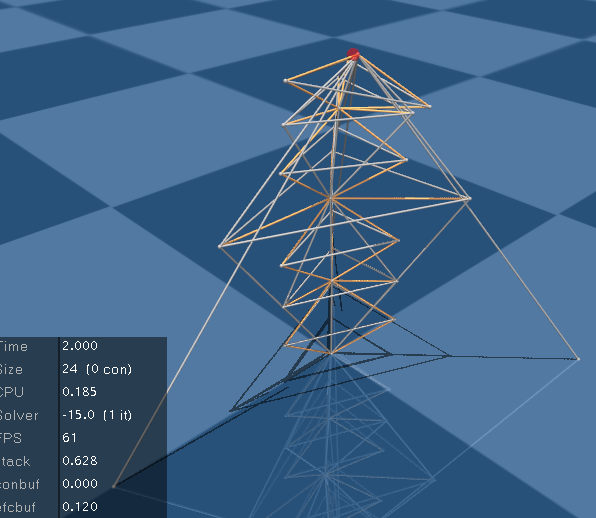 Time 2.000
Size 24 (0 con)
CPU 0.185
Solver -15.0 (1 it)
FPS 61
stack 0.628
conbuf 0.000
efcbuf 0.120